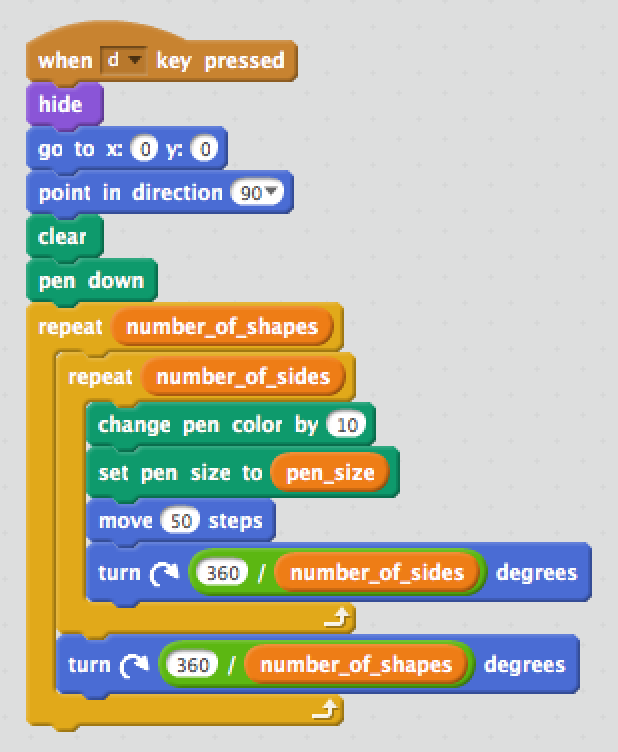 when d key pressed
hide
go to x: 0 y: 0
point in direction 90
clear
pen down
repeat number_of_shapes
repeat number_of_sides
change pen color by 10
set pen size to pen_size
move 50 steps
turn 360 / number_of_sides degrees
turn 360 / number_of_shapes degrees